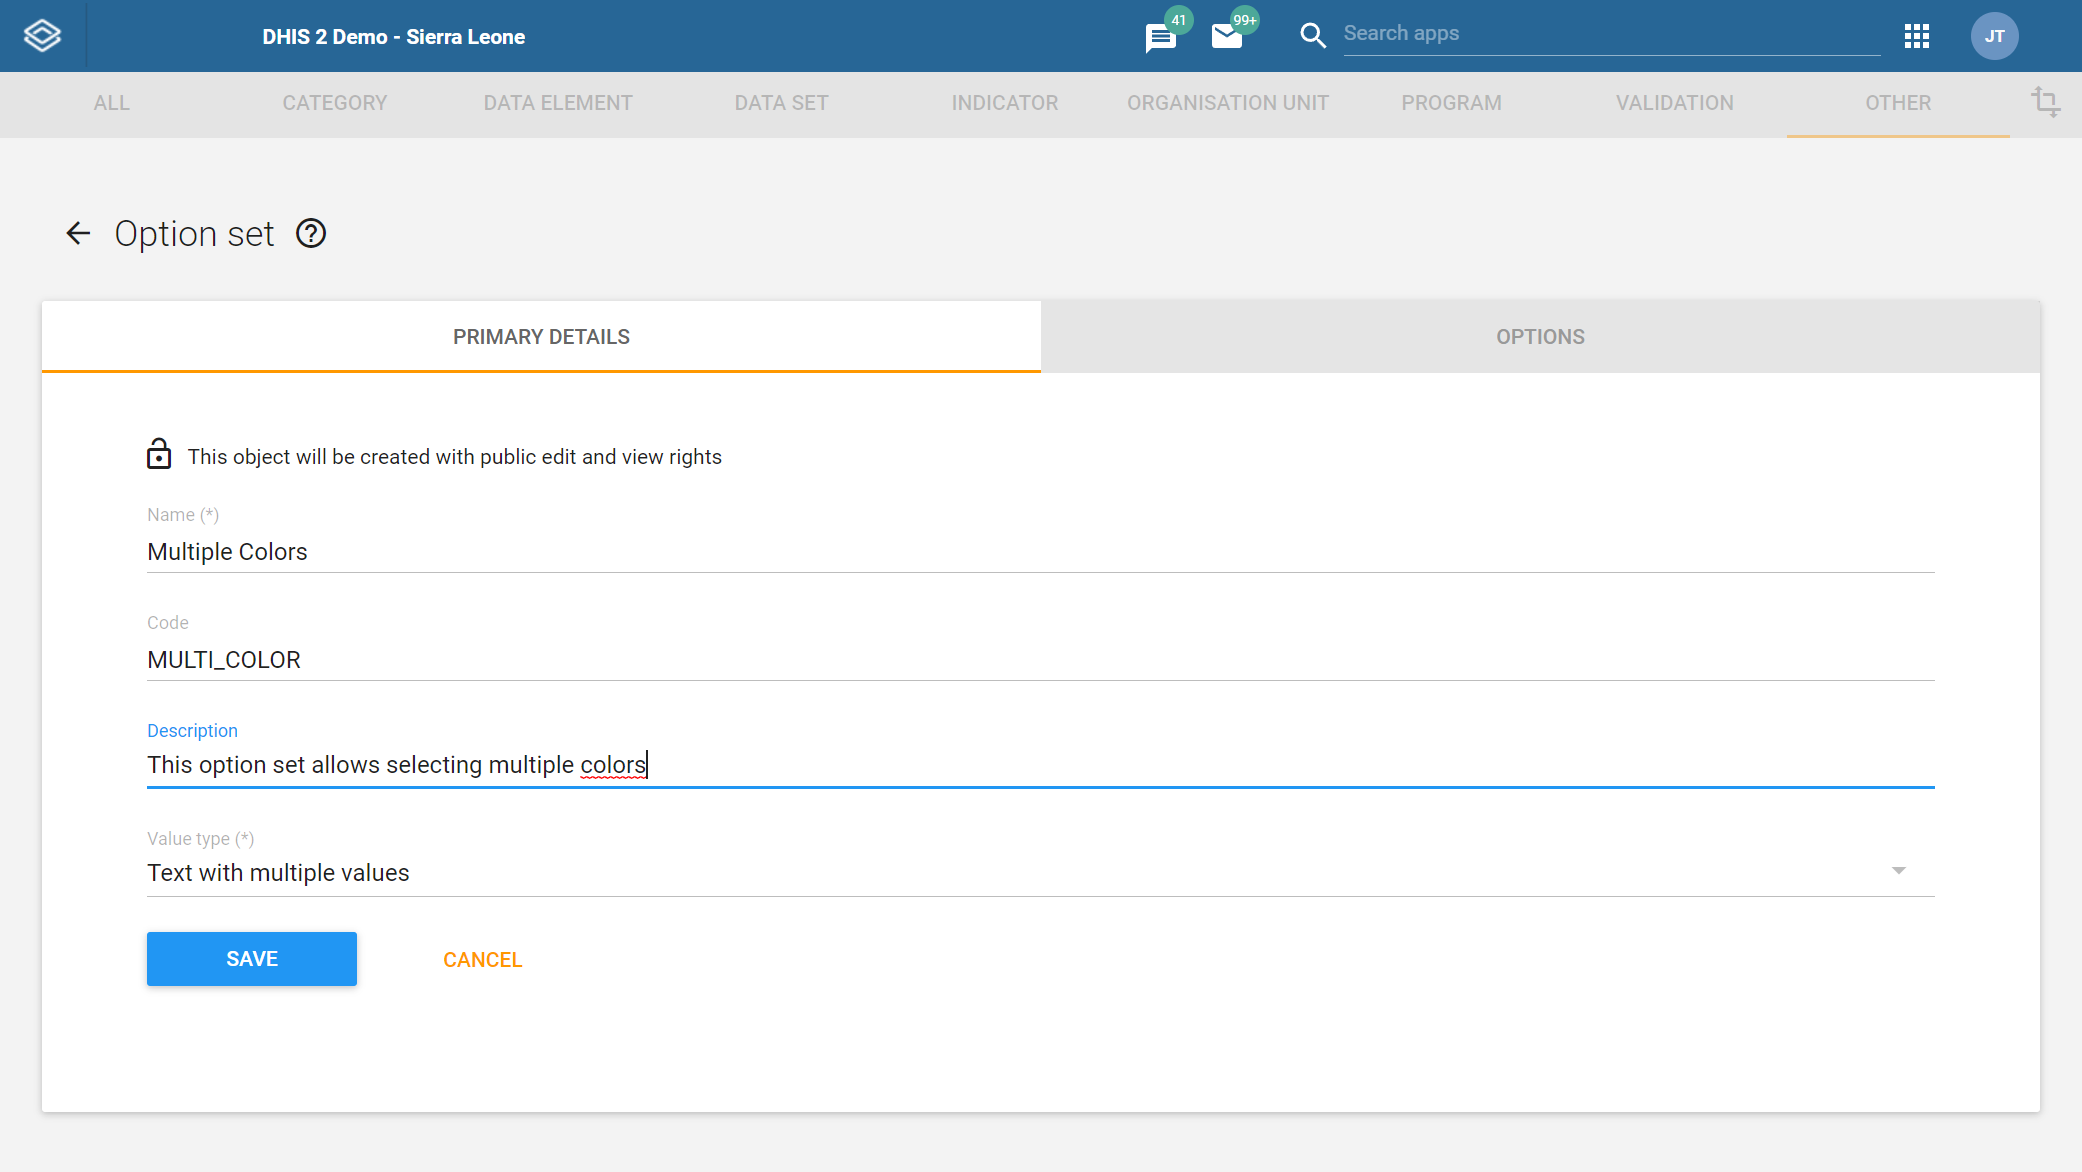 DHIS 2 Demo - Sierra Leone
41
99+
Search apps
JT
ALL
CATEGORY
DATA ELEMENT
DATA SET
INDICATOR
ORGANISATION UNIT
PROGRAM
VALIDATION
OTHER
Option set
?
PRIMARY DETAILS
OPTIONS
This object will be created with public edit and view rights
Name (*)
Multiple Colors
Code
MULTI_COLOR
Description
This option set allows selecting multiple colors
Value type (*)
Text with multiple values
SAVE
CANCEL